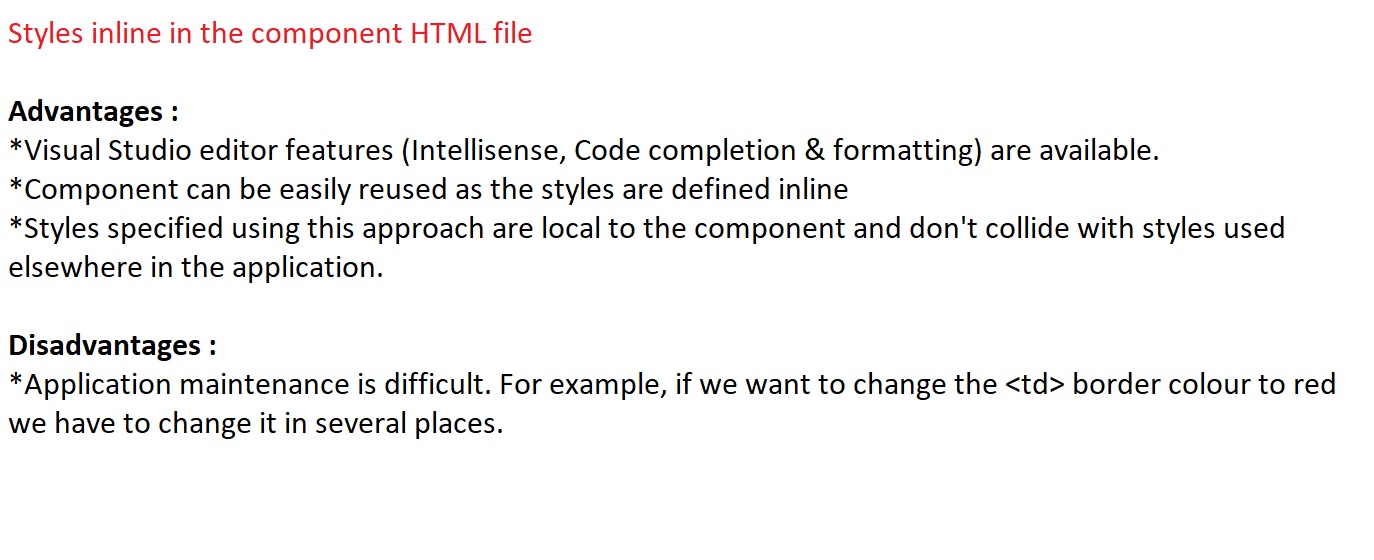 Styles inline in the component HTML file
Advantages :
*Visual Studio editor features (Intellisense, Code completion & formatting) are available.
*Component can be easily reused as the styles are defined inline
*Styles specified using this approach are local to the component and don't collide with styles used
elsewhere in the application.
Disadvantages :
*Application maintenance is difficult. For example, if we want to change the <td> border colour to red
we have to change it in several places.